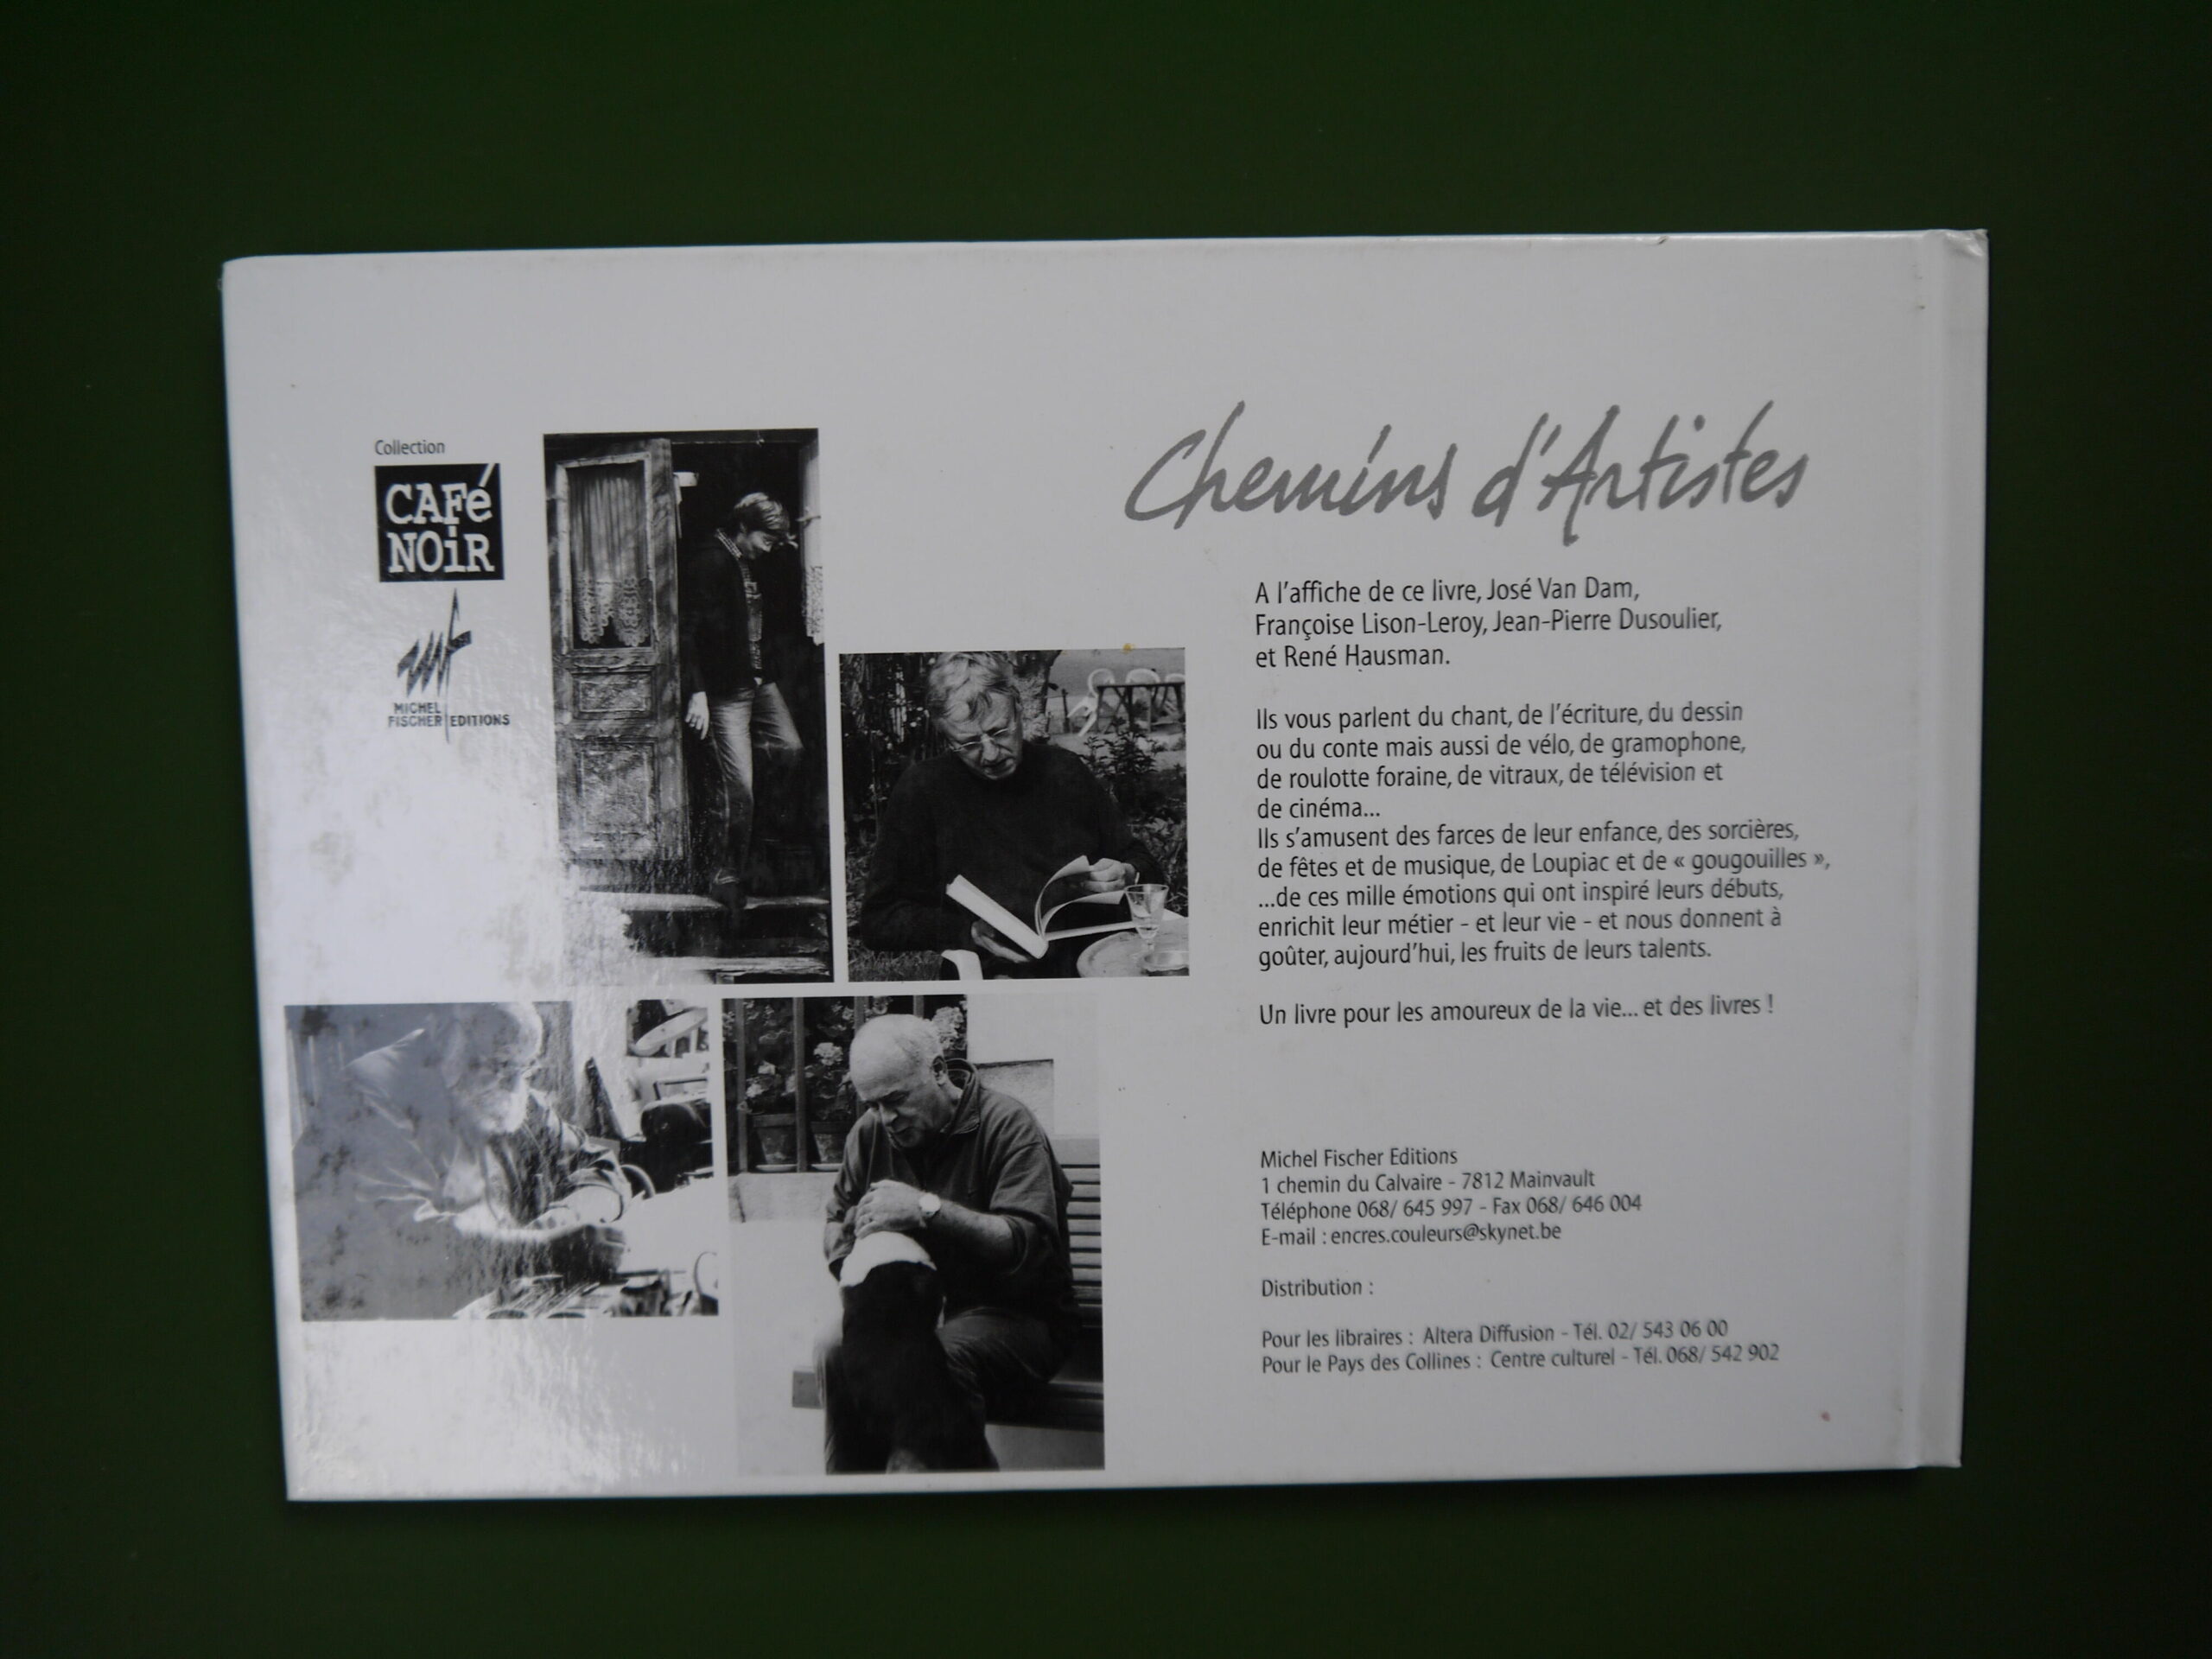 Collection
CAFé
NOiR
MICHEL
FISCHER EDITIONS
Chemins d'Artistes
A l'affiche de ce livre, José Van Dam,
Françoise Lison-Leroy, Jean-Pierre Dusoulier,
et René Hausman.
Ils vous parlent du chant, de l'écriture, du dessin
ou du conte mais aussi de vélo, de gramophone,
de roulotte foraine, de vitraux, de télévision et
de cinéma...
Ils s'amusent des farces de leur enfance, des sorcières,
de fêtes et de musique, de Loupiac et de « gougouilles »,
...de ces mille émotions qui ont inspiré leurs débuts,
enrichit leur métier - et leur vie - et nous donnent à
goûter, aujourd'hui, les fruits de leurs talents.
Un livre pour les amoureux de la vie... et des livres !
Michel Fischer Editions
1 chemin du Calvaire - 7812 Mainvault
Téléphone 068/ 645 997 - Fax 068/ 646 004
E-mail : encres.couleurs@skynet.be
Distribution :
Pour les libraires : Altera Diffusion - Tél. 02/ 543 06 00
Pour le Pays des Collines : Centre culturel - Tél. 068/ 542 902